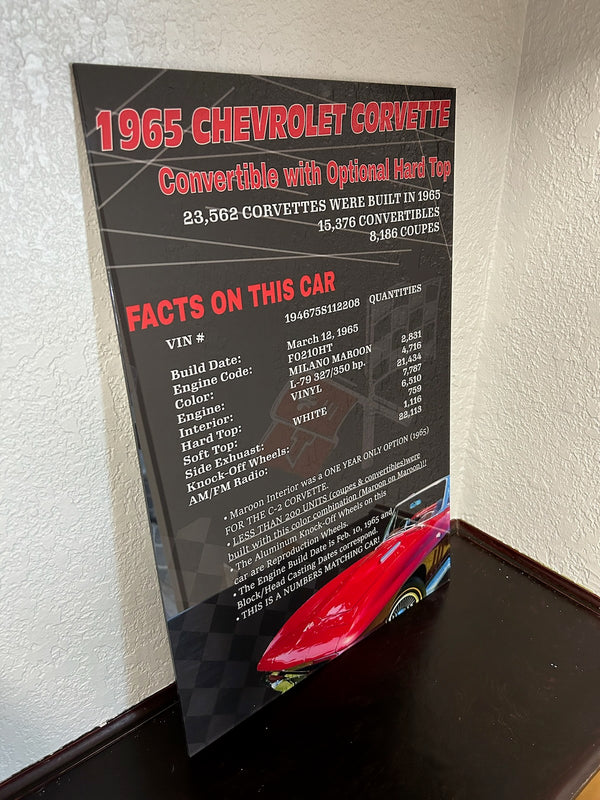 1965 CHEVROLET CORVETTE
Convertible with Optional Hard Top
23,562 CORVETTES WERE BUILT IN 1965
15,376 CONVERTIBLES
8,186 COUPES
FACTS ON THIS CAR
VIN # 194675S112208 QUANTITIES
Build Date: March 12, 1965
Engine Code: F0210HT
Color: MILANO MAROON 2,831
Engine: L-79 327/350 hp. 4,716
Interior: VINYL 21,434
Hard Top: 7,787
Soft Top: WHITE 6,510
Side Exhuast: 759
Knock-Off Wheels: 1,116
AM/FM Radio: 22,113
• Maroon Interior was a ONE YEAR ONLY OPTION (1965)
FOR THE C-2 CORVETTE.
• LESS THAN 200 UNITS (coupes & convertibles)were
built with this color combination (Maroon on Maroon)!!
• The Aluminum Knock-Off Wheels on this
car are Reproduction Wheels.
• The Engine Build Date is Feb. 10, 1965 and
Block/Head Casting Dates correspond.
• THIS IS A NUMBERS MATCHING CAR!